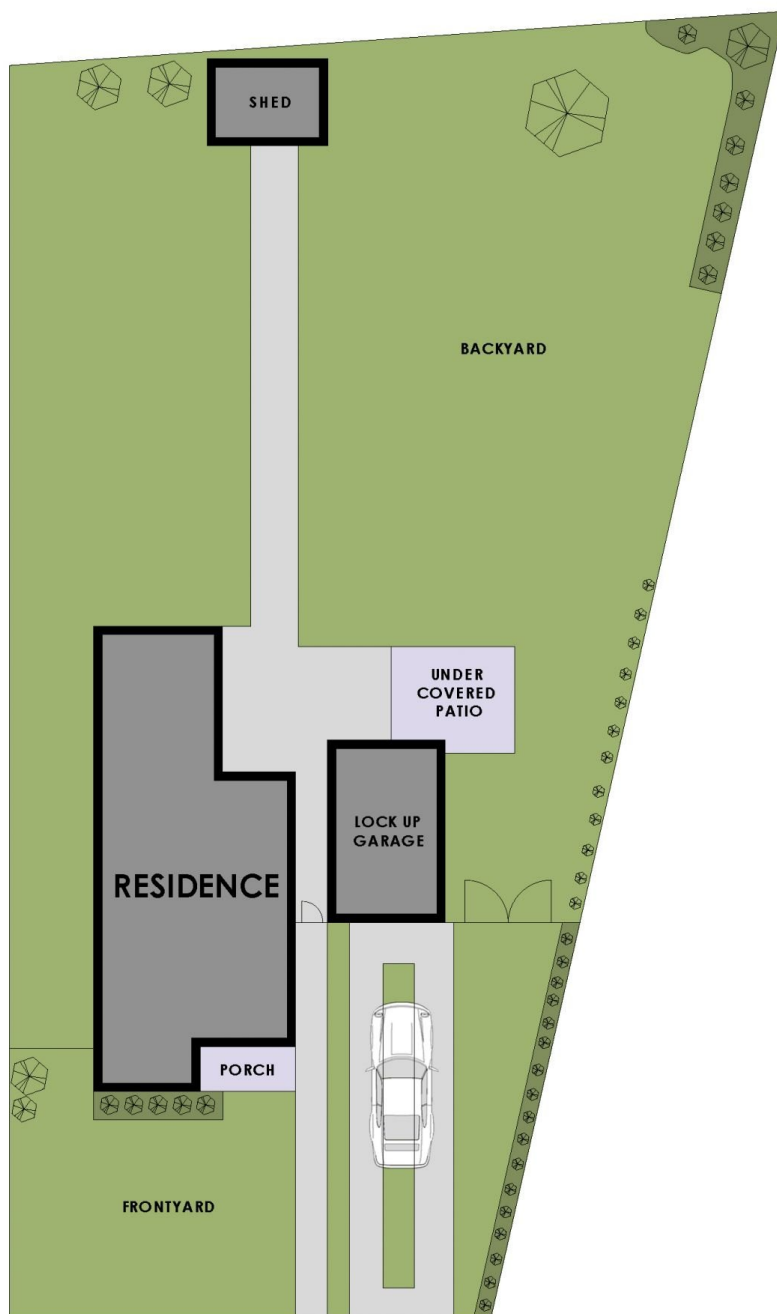 SHED
BACKYARD
UNDER
COVERED
PATIO
LOCK UP
GARAGE
RESIDENCE
PORCH
FRONTYARD